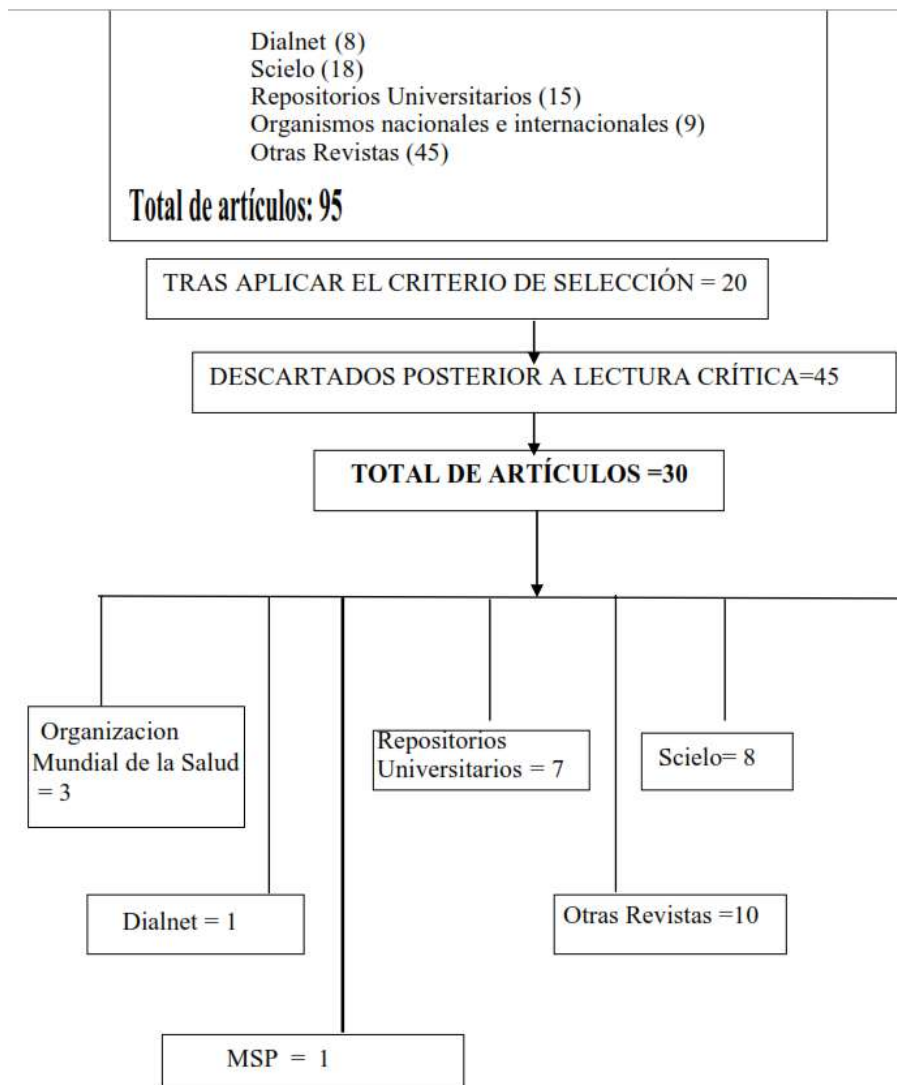 Dialnet (8)
Scielo (18)
Repositorios Universitarios (15)
Organismos nacionales e internacionales (9)
Otras Revistas (45)
Total de artículos: 95
TRAS APLICAR EL CRITERIO DE SELECCIÓN = 20
DESCARTADOS POSTERIOR A LECTURA CRÍTICA=45
TOTAL DE ARTÍCULOS =30
Organizacion
Mundial de la Salud
= 3
Repositorios
Universitarios = 7
Scielo= 8
Dialnet = 1
Otras Revistas =10
MSP = 1